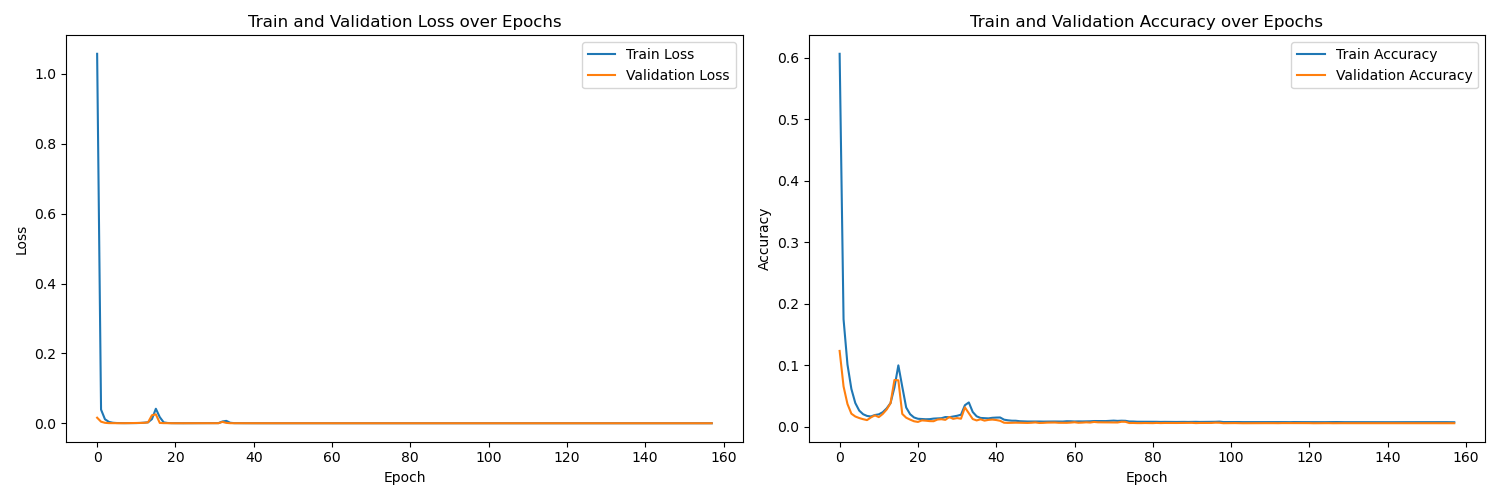 Train and Validation Loss over Epochs
Train Loss
Validation Loss
Loss
1.0
0.8
0.6
0.4
0.2
0.0
0 20 40 60 80 100 120 140 160
Epoch
Train and Validation Accuracy over Epochs
Train Accuracy
Validation Accuracy
Accuracy
0.6
0.5
0.4
0.3
0.2
0.1
0.0
0 20 40 60 80 100 120 140 160
Epoch